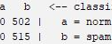 a    b    <-- classi
0 502 |    a = norm
0 515 |    b = spam